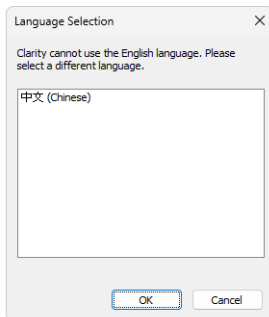 Language Selection
Clarity cannot use the English language. Please
select a different language.
中文 (Chinese)
OK
Cancel